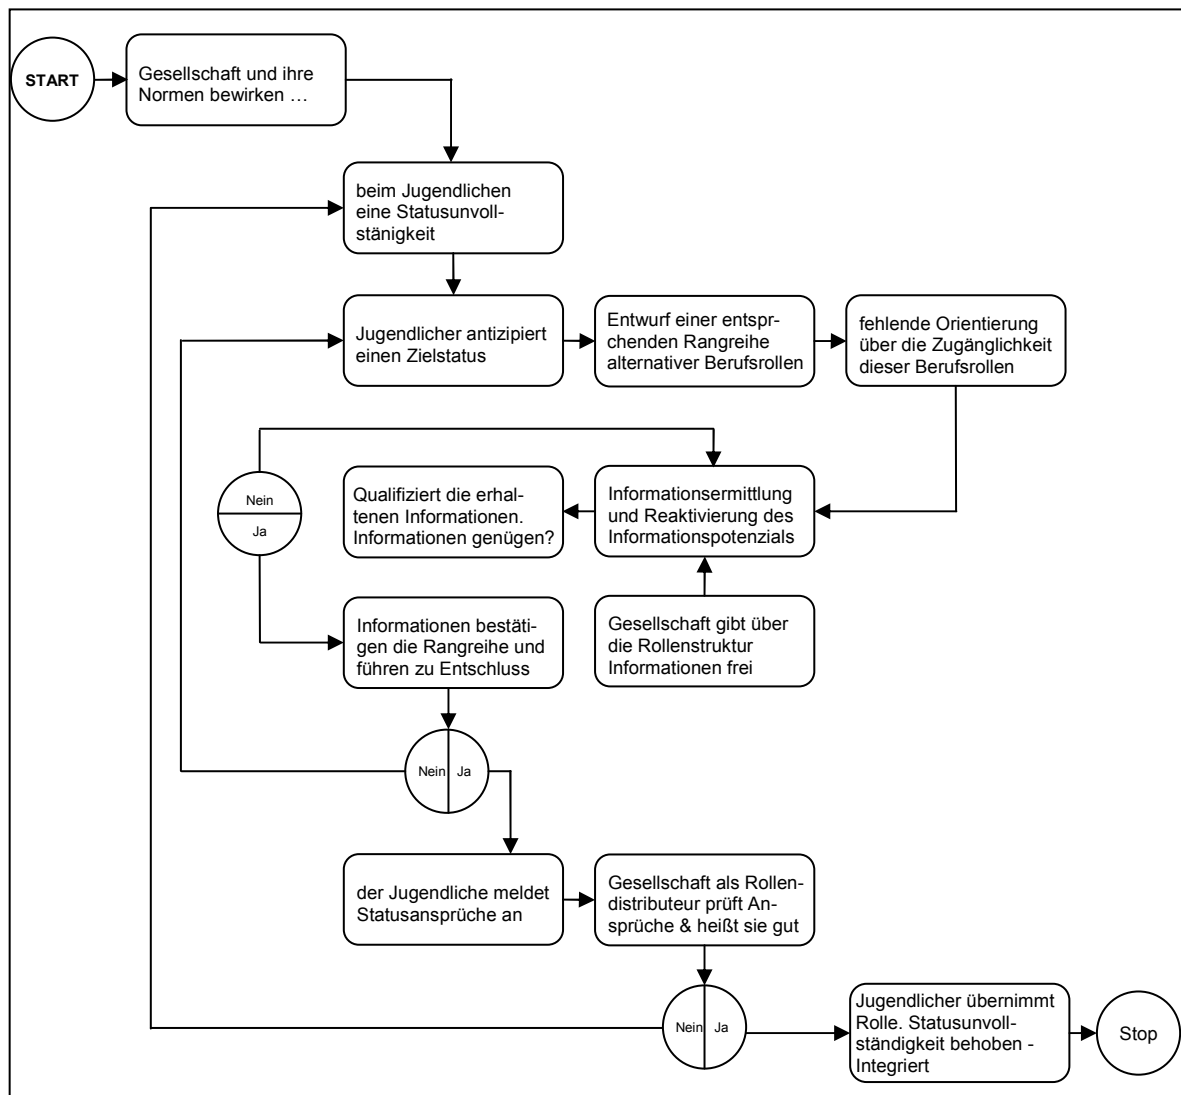 START
Gesellschaft und ihre
Normen bewirken …
beim Jugendlichen
eine Statusunvoll-
stänigkeit
Jugendlicher antizipiert
einen Zielstatus
Entwurf einer entspr-
chenden Rangreihe
alternativer Berufsrollen
fehlende Orientierung
über die Zugänglichkeit
dieser Berufsrollen
Nein
Ja
Qualifiziert die erhal-
tenen Informationen.
Informationen genügen?
Informationsermittlung
und Reaktivierung des
Informationspotenzials
Informationen bestäti-
gen die Rangreihe und
führen zu Entschluss
Gesellschaft gibt über
die Rollenstruktur
Informationen frei
Nein
Ja
der Jugendliche meldet
Statusansprüche an
Gesellschaft als Rollen-
distributeur prüft An-
sprüche & heißt sie gut
Nein
Ja
Jugendlicher übernimmt
Rolle. Statusunvoll-
ständigkeit behoben -
Integriert
Stop